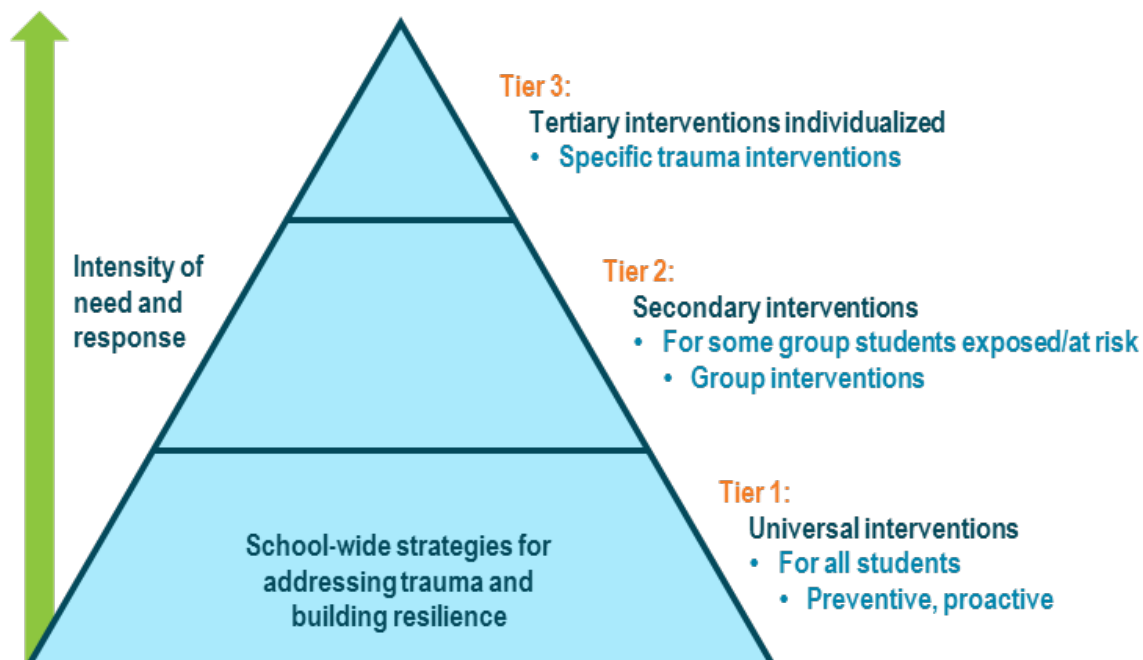 Tier 3:
Tertiary interventions individualized
• Specific trauma interventions
Intensity of
need and
response
Tier 2:
Secondary interventions
• For some group students exposed/at risk
• Group interventions
Tier 1:
Universal interventions
• For all students
• Preventive, proactive
School-wide strategies for
addressing trauma and
building resilience